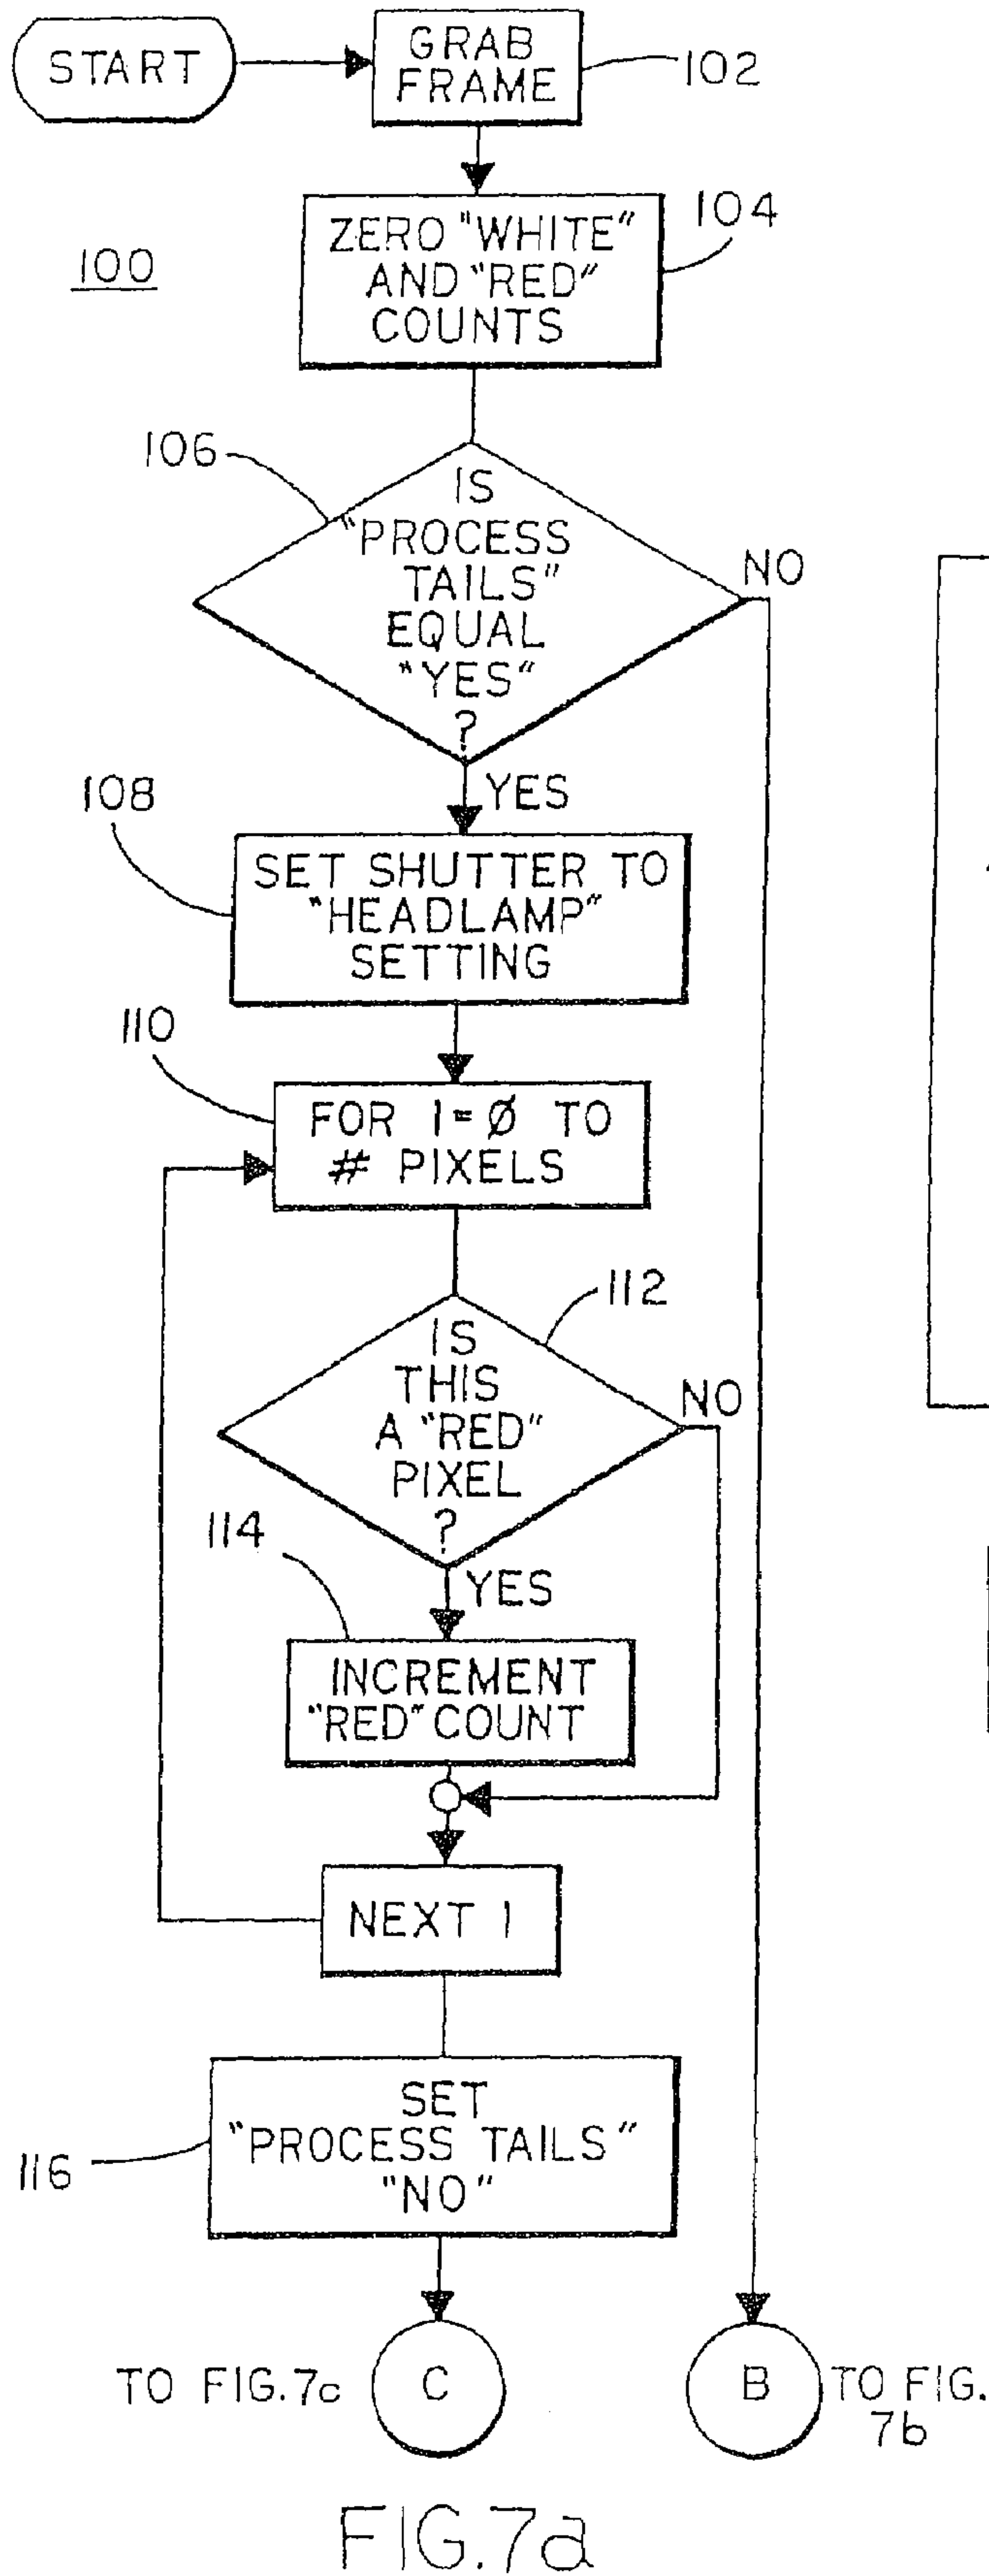 START
GRAB
FRAME
102
100
ZERO "WHITE"
AND "RED"
COUNTS
104
106
IS
"PROCESS
TAILS"
EQUAL
"YES"
?
NO
YES
108
SET SHUTTER TO
"HEADLAMP"
SETTING
110
FOR I=Ø TO
# PIXELS
112
IS
THIS
A "RED"
PIXEL
?
NO
114
YES
INCREMENT
"RED" COUNT
NEXT I
SET
"PROCESS TAILS"
"NO"
116
TO FIG.7c
C
B
TO FIG.
7b
FIG.7a